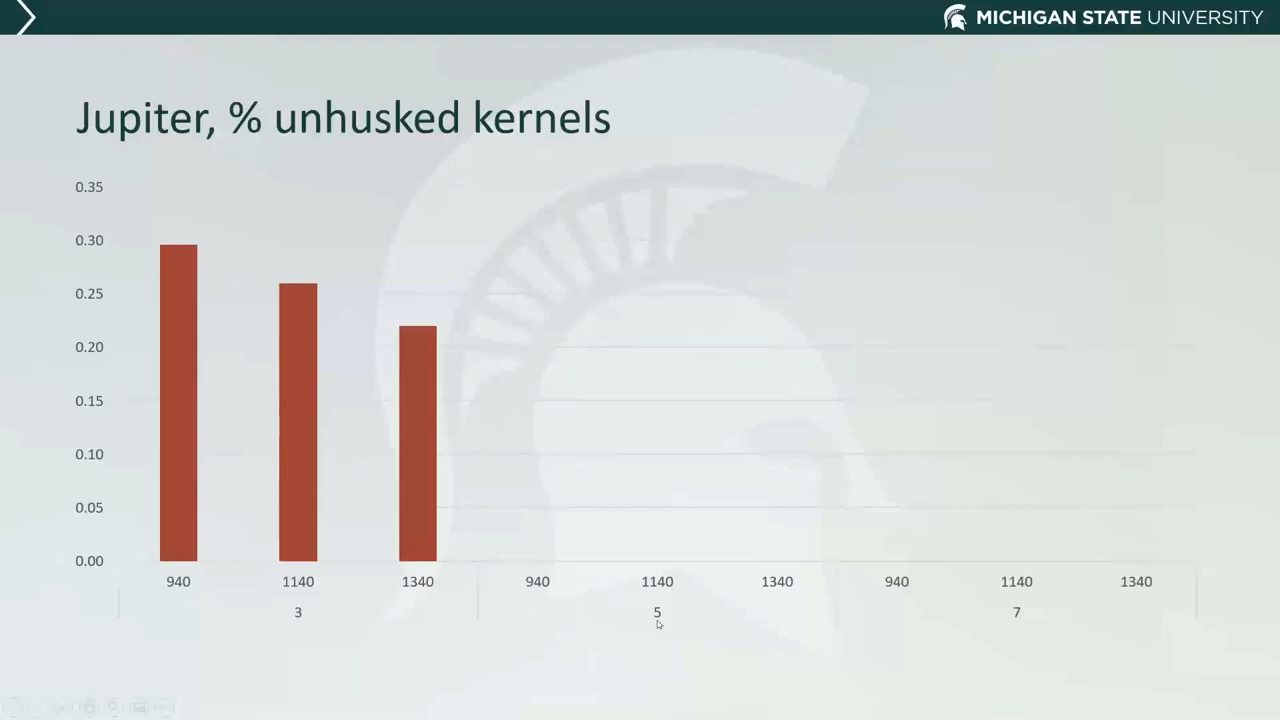 MICHIGAN STATE UNIVERSITY
Jupiter, % unhusked kernels
0.35
0.30
0.25
0.20
0.15
0.10
0.05
0.00
940 1140 1340 940 1140 1340 940 1140 1340
3 5 7